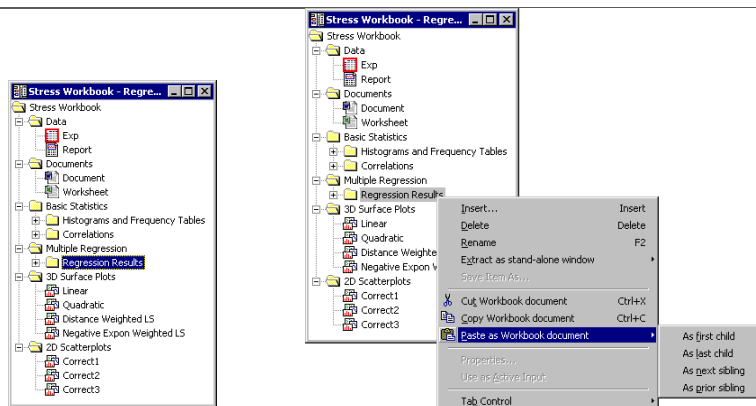 Stress Workbook - Regre...
Stress Workbook
Data
Exp
Report
Documents
Document
Worksheet
Basic Statistics
Histograms and Frequency Tables
Correlations
Multiple Regression
Regression Results
3D Surface Plots
Linear
Quadratic
Distance Weighted LS
Negative Expon Weighted LS
2D Scatterplots
Correct1
Correct2
Correct3
Stress Workbook - Regre...
Stress Workbook
Data
Exp
Report
Documents
Document
Worksheet
Basic Statistics
Histograms and Frequency Tables
Correlations
Multiple Regression
Regression Results
3D Surface Plots
Linear
Quadratic
Distance Weighte
Negative Expon W
2D Scatterplots
Correct1
Correct2
Correct3
Insert... Insert
Delete Delete
Rename F2
Extract as stand-alone window
Save Item As...
Cut Workbook document Ctrl+X
Copy Workbook document Ctrl+C
Paste as Workbook document
Properties...
Use as Active Input
Tab Control
As first child
As last child
As next sibling
As prior sibling